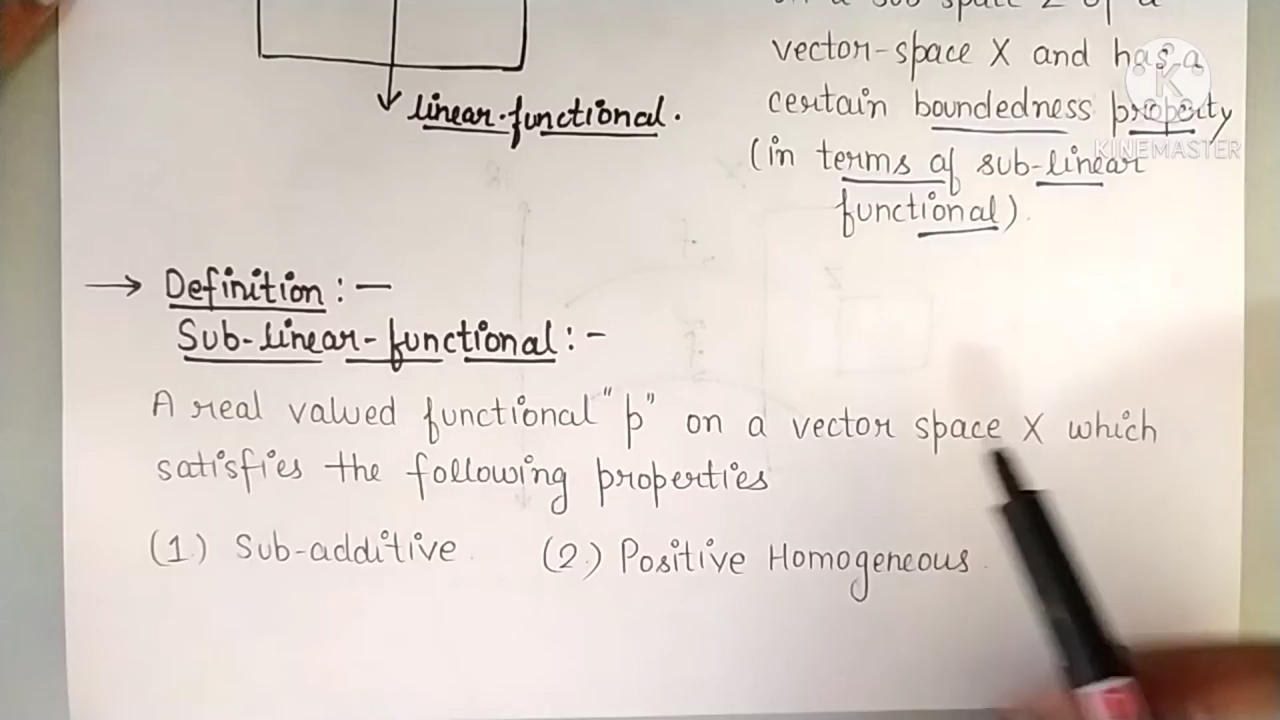 vector-space X and has a
certain boundedness property
(in terms of sub-linear
functional).
KINEMASTER
linear-functional.
→ Definition :-
Sub-linear-functional :-
A real valued functional "p" on a vector space X which
satisfies the following properties
(1.) Sub-additive. (2.) Positive Homogeneous.